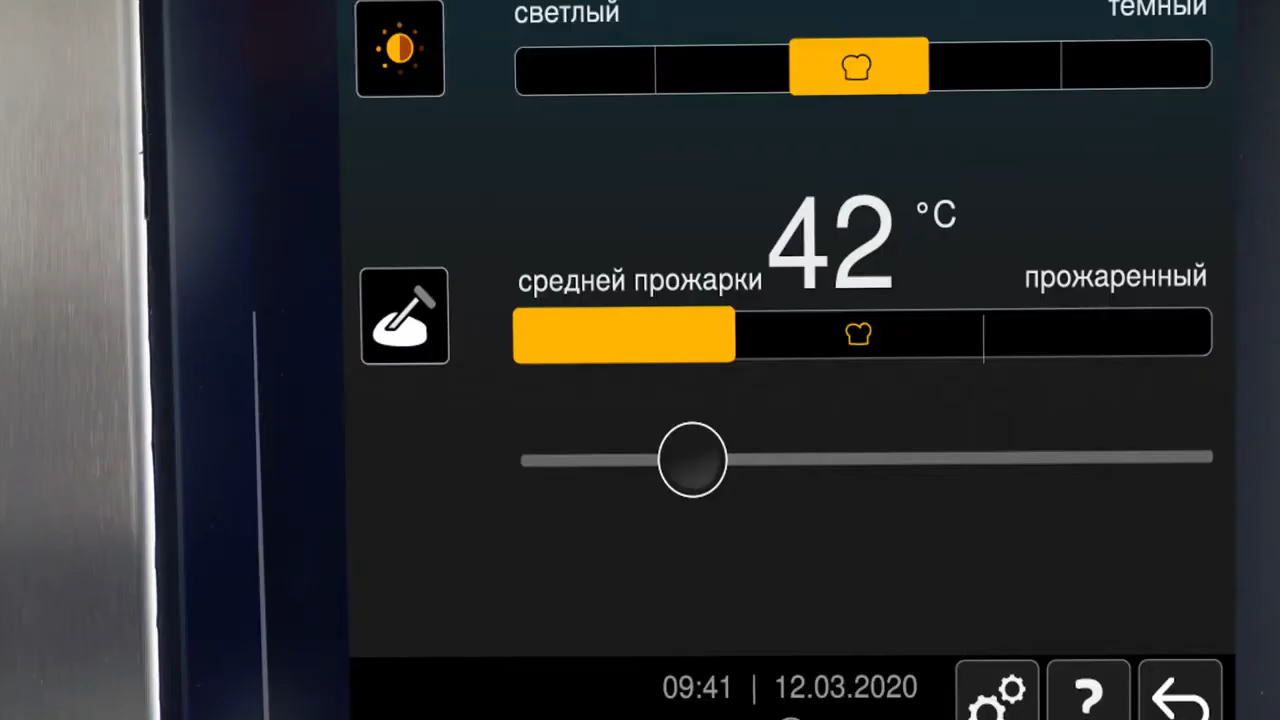 светлый
темный
42 °C
средней прожарки
прожаренный
09:41 | 12.03.2020
?